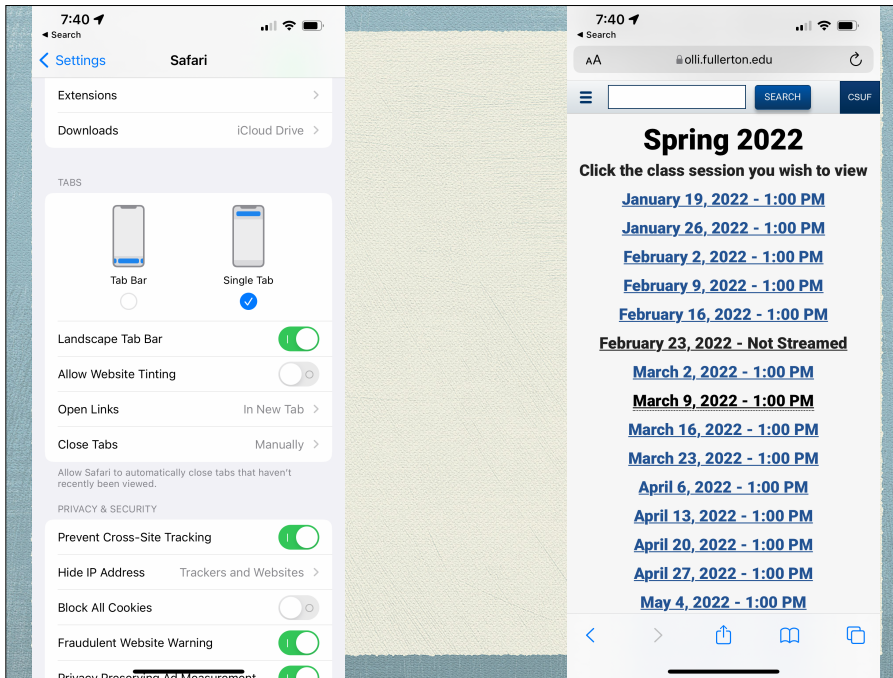 7:40
Search
Settings
Safari
Extensions
Downloads
iCloud Drive
TABS
Tab Bar
Single Tab
Landscape Tab Bar
Allow Website Tinting
Open Links
In New Tab
Close Tabs
Manually
Allow Safari to automatically close tabs that haven't
recently been viewed.
PRIVACY & SECURITY
Prevent Cross-Site Tracking
Hide IP Address
Trackers and Websites
Block All Cookies
Fraudulent Website Warning
Privacy Preserving Ad Measurement
7:40
Search
AA
olli.fullerton.edu
SEARCH
CSUF
Spring 2022
Click the class session you wish to view
January 19, 2022 - 1:00 PM
January 26, 2022 - 1:00 PM
February 2, 2022 - 1:00 PM
February 9, 2022 - 1:00 PM
February 16, 2022 - 1:00 PM
February 23, 2022 - Not Streamed
March 2, 2022 - 1:00 PM
March 9, 2022 - 1:00 PM
March 16, 2022 - 1:00 PM
March 23, 2022 - 1:00 PM
April 6, 2022 - 1:00 PM
April 13, 2022 - 1:00 PM
April 20, 2022 - 1:00 PM
April 27, 2022 - 1:00 PM
May 4, 2022 - 1:00 PM